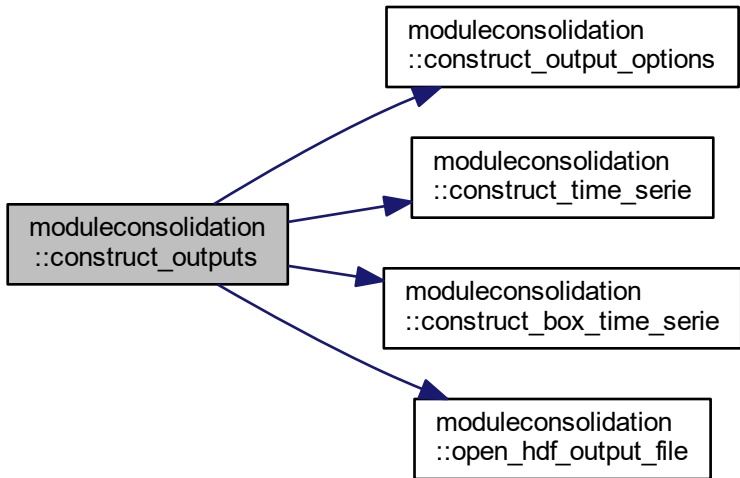 moduleconsolidation
::construct_output_options
moduleconsolidation
::construct_time_serie
moduleconsolidation
::construct_outputs
moduleconsolidation
::construct_box_time_serie
moduleconsolidation
::open_hdf_output_file